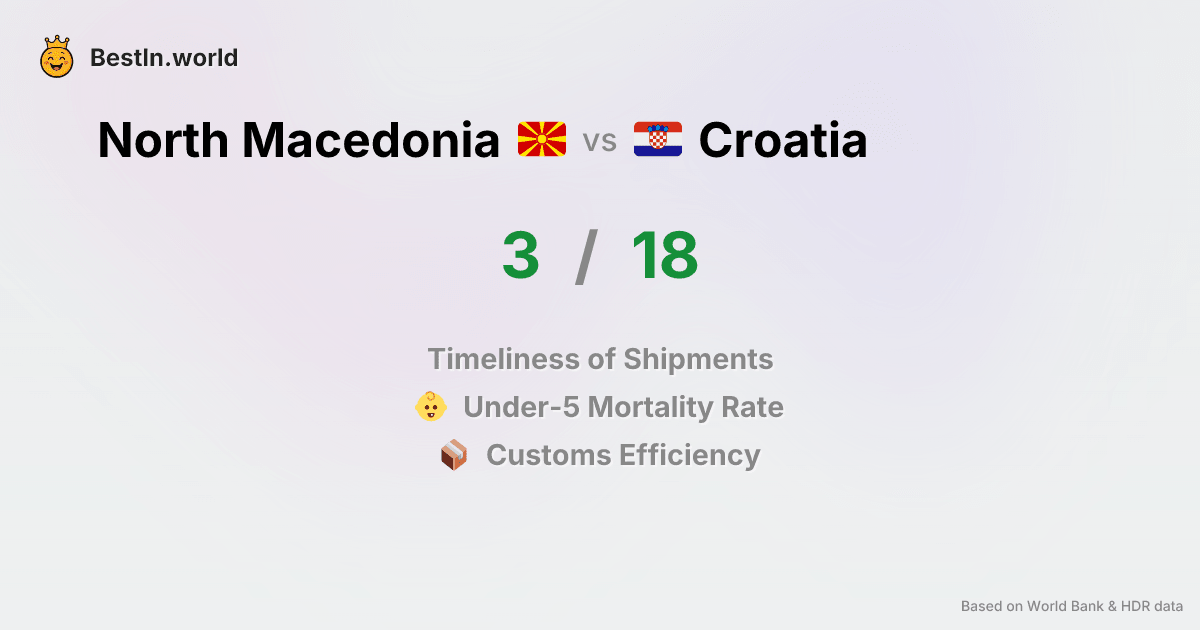 BestIn.world
North Macedonia vs Croatia
3 / 18
Timeliness of Shipments
Under-5 Mortality Rate
Customs Efficiency
Based on World Bank & HDR data